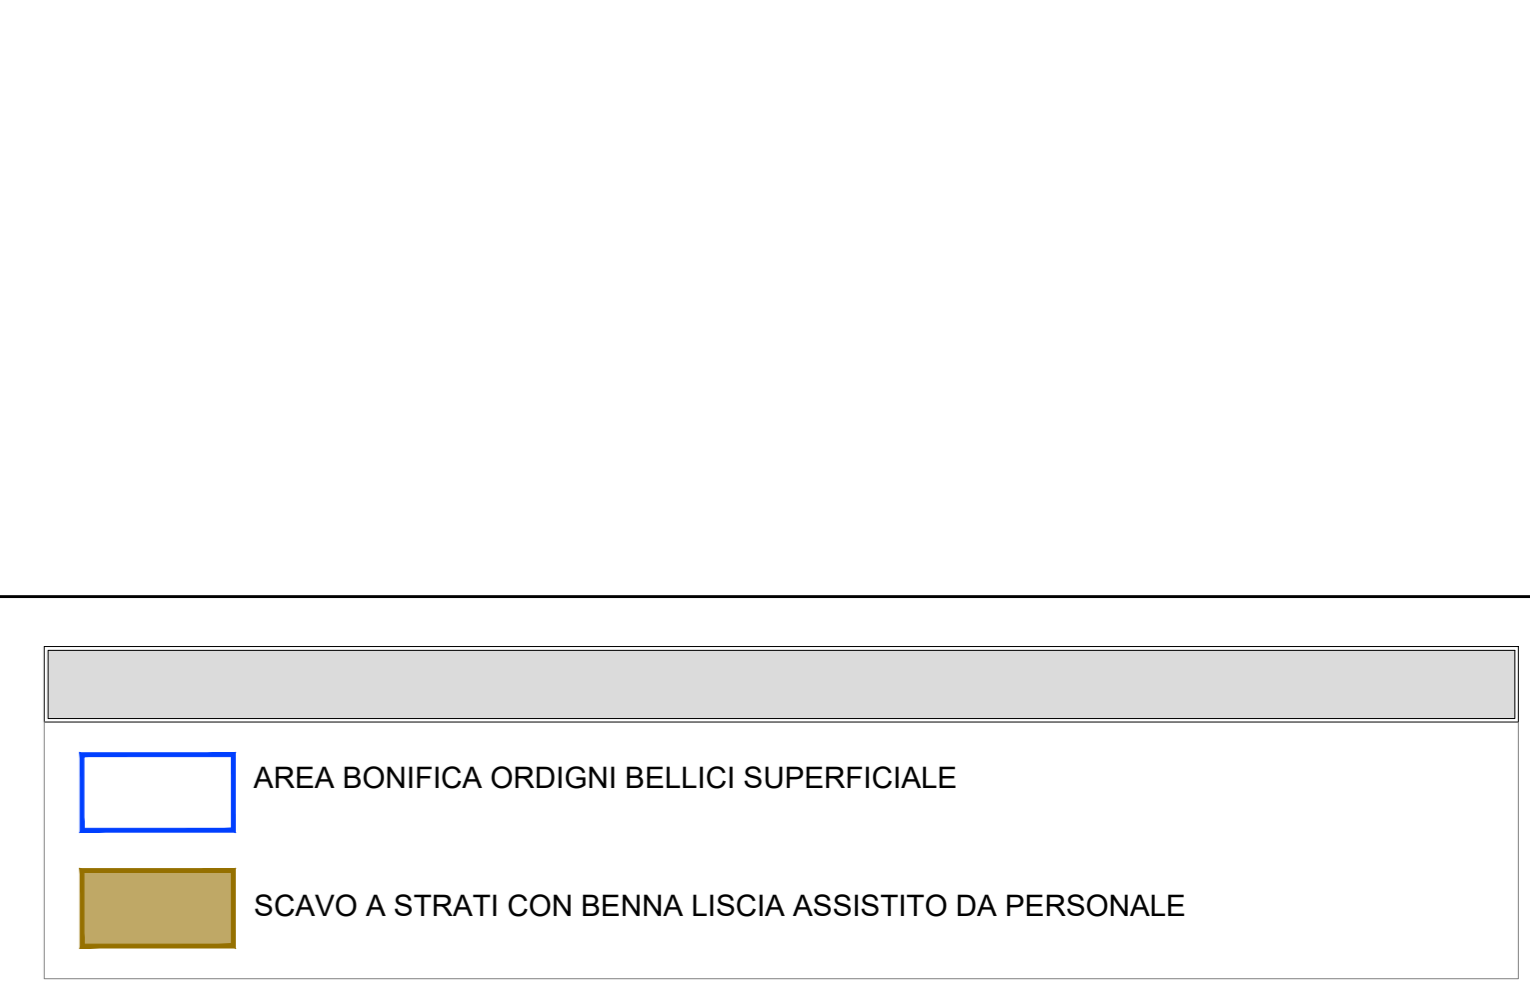 AREA BONIFICA ORDIGNI BELLICI SUPERFICIALE
SCAVO A STRATI CON BENNA LISCIA ASSISTITO DA PERSONALE